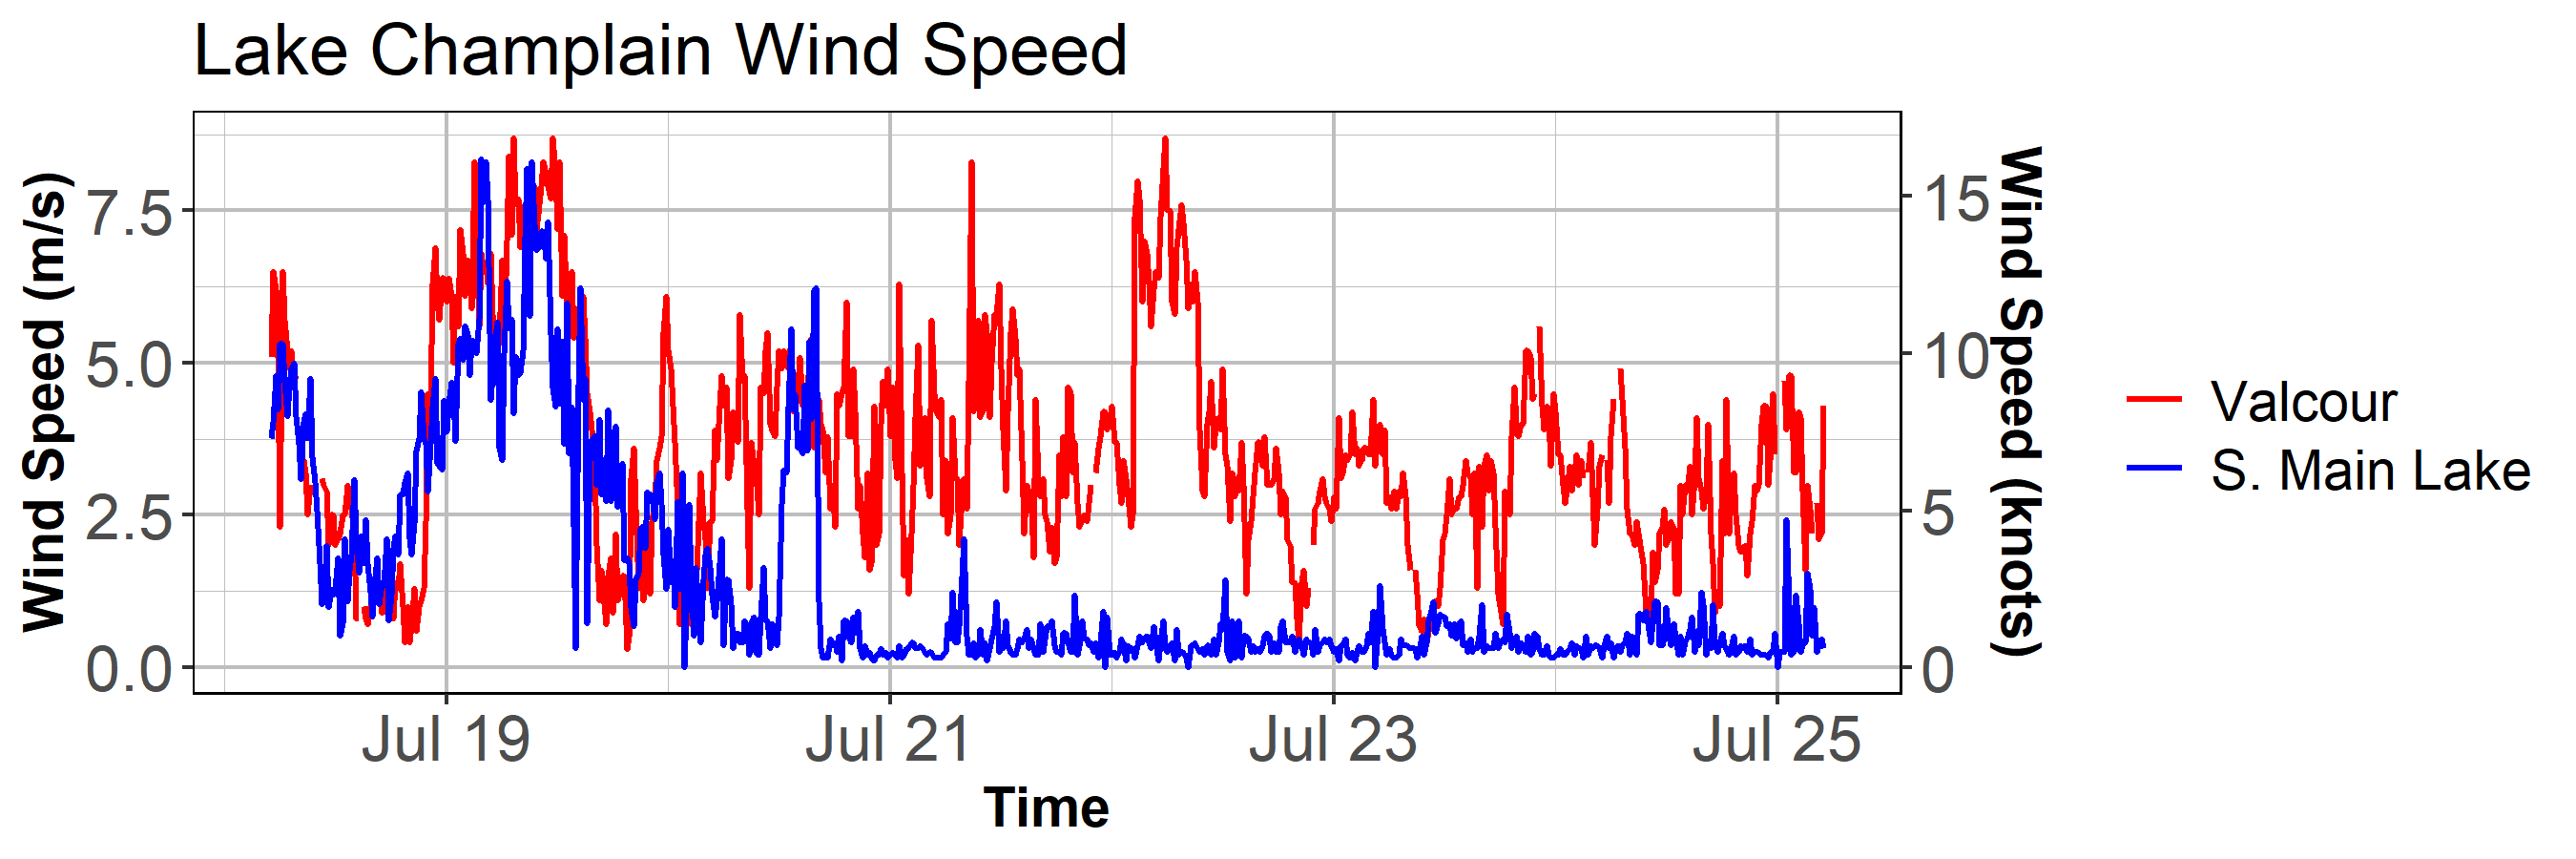 Lake Champlain Wind Speed
Wind Speed (m/s)
7.5
5.0
2.5
0.0
15
10
5
0
Wind Speed (knots)
Jul 19
Jul 21
Jul 23
Jul 25
Time
Valcour
S. Main Lake